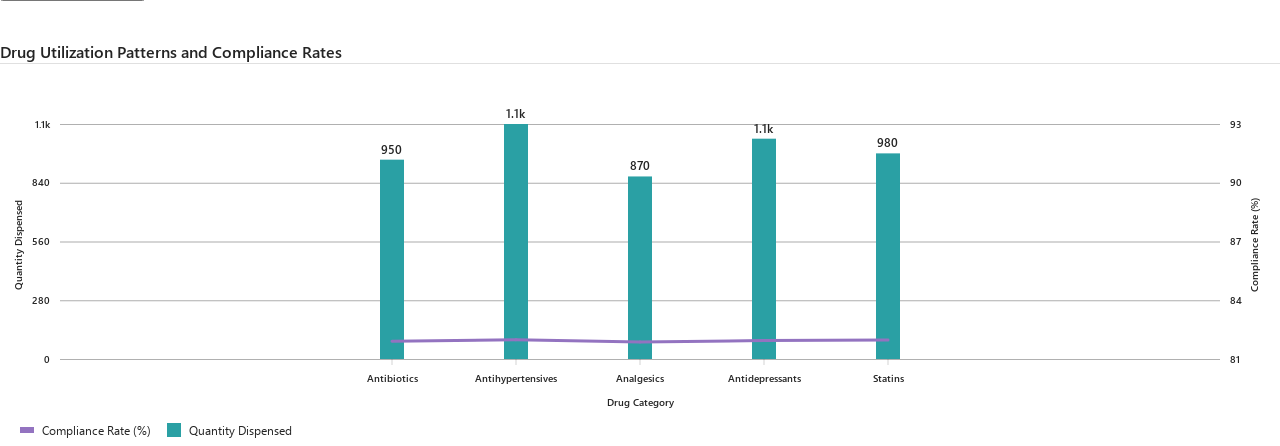 Drug Utilization Patterns and Compliance Rates
1.1k
950
1.1k
870
1.1k
980
840
560
280
0
93
90
87
84
81
Quantity Dispensed
Compliance Rate (%)
Antibiotics
Antihypertensives
Analgesics
Antidepressants
Statins
Drug Category
Compliance Rate (%)
Quantity Dispensed